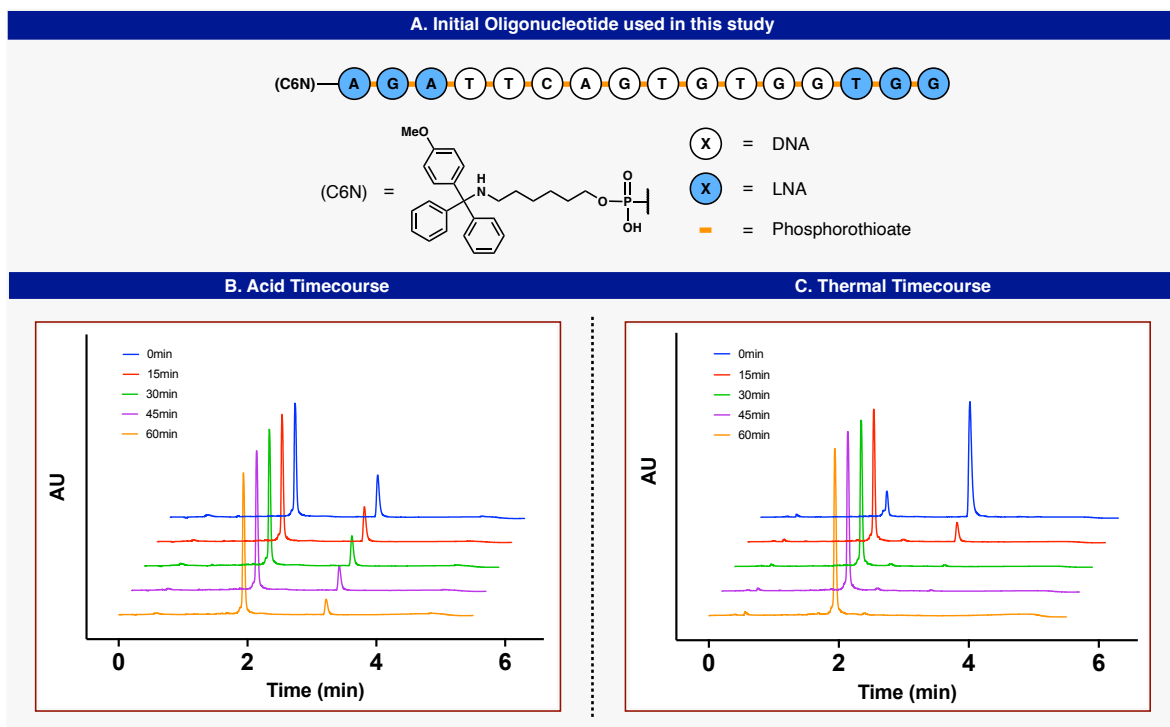 A. Initial Oligonucleotide used in this study
(C6N) A G A T T C A G T G T G G T G G
MeO
(C6N) =
H
N
O
O P
OH
X = DNA
X = LNA
= Phosphorothioate
B. Acid Timecourse
0min
15min
30min
45min
60min
AU
0 2 4 6
Time (min)
C. Thermal Timecourse
0min
15min
30min
45min
60min
AU
0 2 4 6
Time (min)